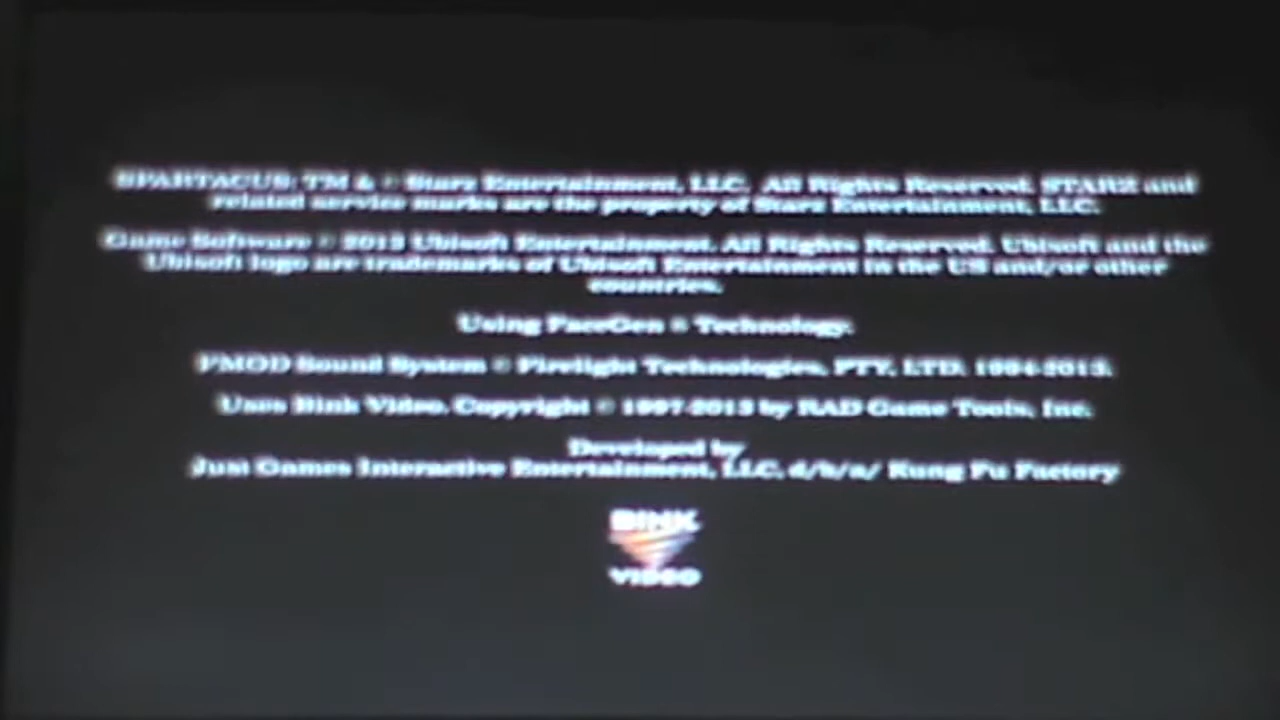 SPARTACUS: TM & © Starz Entertainment, LLC. All Rights Reserved. STARZ and
related service marks are the property of Starz Entertainment, LLC.
Game Software © 2013 Ubisoft Entertainment. All Rights Reserved. Ubisoft and the
Ubisoft logo are trademarks of Ubisoft Entertainment in the US and/or other
countries.
Using FaceGen ® Technology.
FMOD Sound System © Firelight Technologies, PTY, LTD. 1994-2013.
Uses Bink Video. Copyright © 1997-2013 by RAD Game Tools, Inc.
Developed by
Just Games Interactive Entertainment, LLC. d/b/a/ Kung Fu Factory
BINK
VIDEO